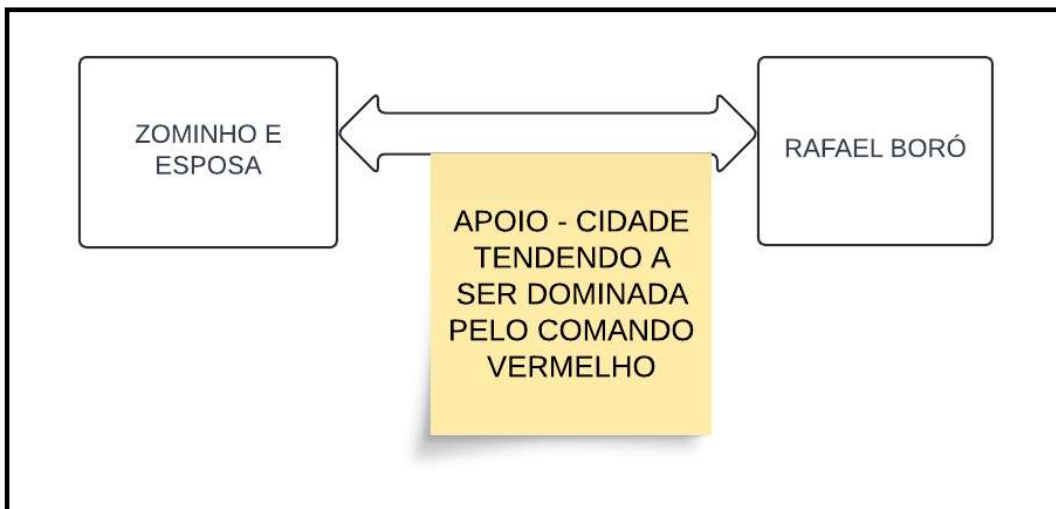 ZOMINHO E
ESPOSA
RAFAEL BORÓ
APOIO - CIDADE
TENDENDO A
SER DOMINADA
PELO COMANDO
VERMELHO